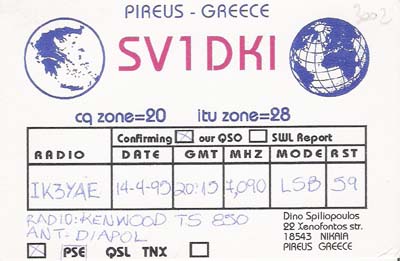 PIREUS - GREECE
3002
SV1DKI
cq zone=20 itu zone=28
Confirming our QSO SWL Report
RADIO DATE GMT MHZ MODE RST
IK3YAE 14-4-95 20:15 7,090 LSB 59
RADIO: KENWOOD TS 850
ANT-DIAPOL
Dino Spiliopoulos
22 Xenofontos str.
18543 NIKAIA
PIREUS GREECE
PSE QSL TNX